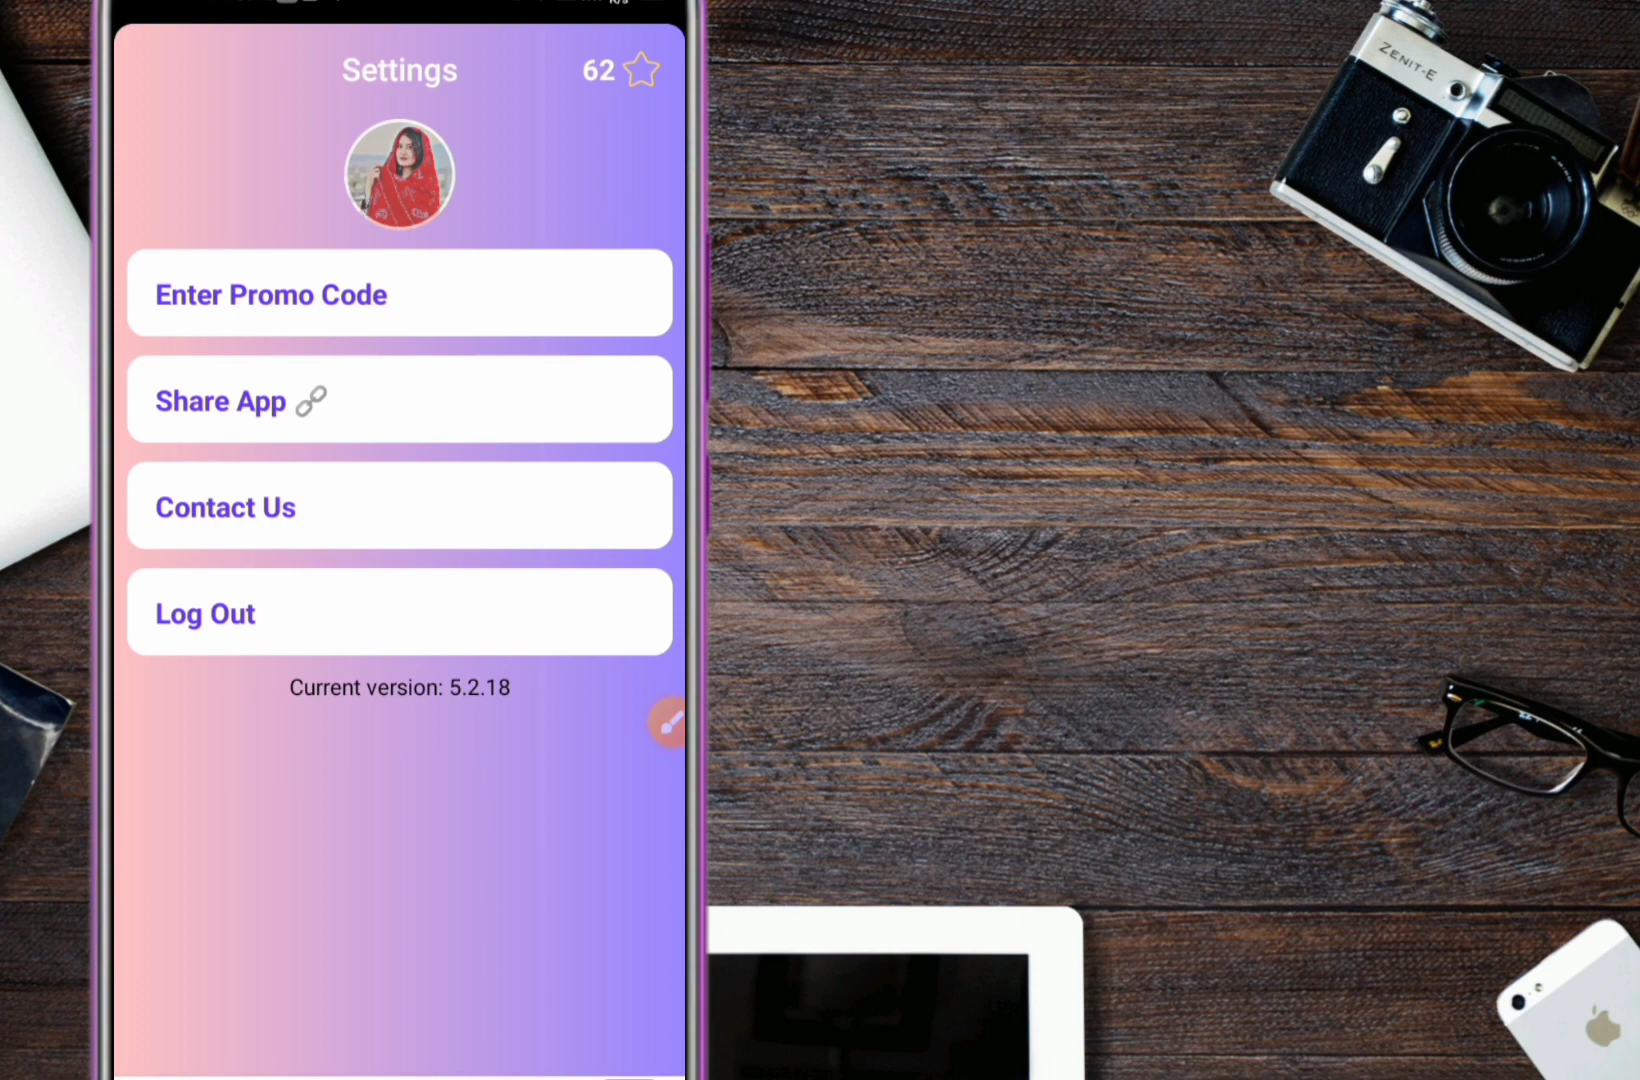 Settings
62
Enter Promo Code
Share App
Contact Us
Log Out
Current version: 5.2.18
ZENIT-E